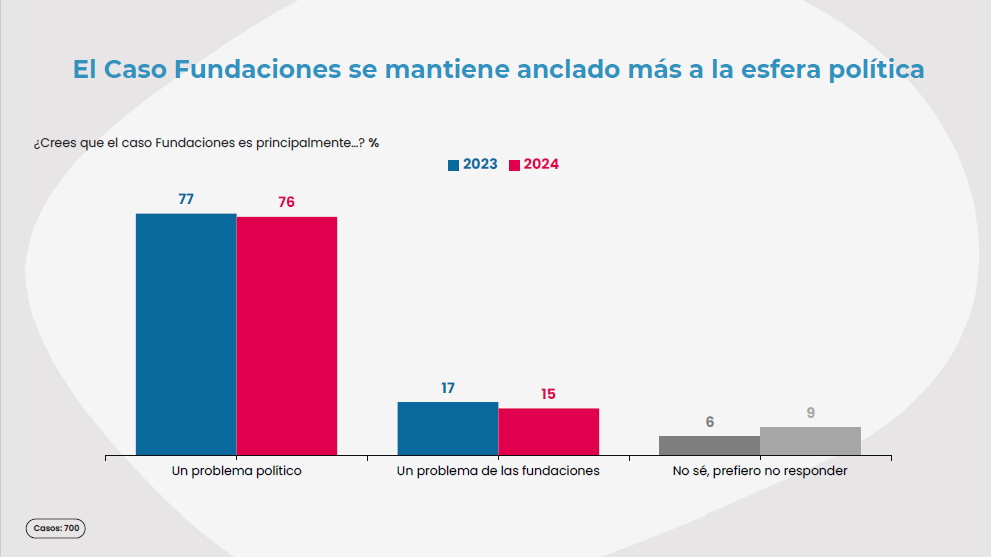 El Caso Fundaciones se mantiene anclado más a la esfera política
¿Crees que el caso Fundaciones es principalmente...? %
2023 2024
77 76
17 15
6 9
Un problema político Un problema de las fundaciones No sé, prefiero no responder
Casos: 700